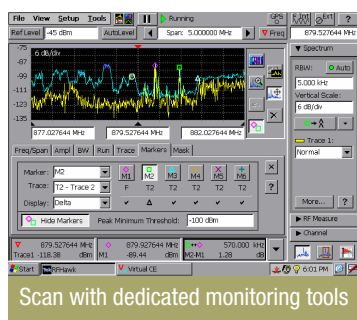 File View Setup Tools Running GPS F Int Ø Ext ?
Ref Level -45 dBm AutoLevel Span: 5.000000 MHz Freq 879.527644 MHz
-75
-87
-99
-111
-123
-135
6 dB/div
877.027644 MHz 879.527644 MHz 882.027644 MHz
Spectrum
RBW: Auto
5.000 kHz
Vertical Scale:
6 dB/div
Trace 1:
Normal
More... ?
RF Measure
Channel
Freq/Span Ampl BW Run Trace Markers Mask
Marker: M2 M1 M2 M3 M4 M5 M6
Trace: T2 - Trace 2 F T2 T2 T2 T2 T2
Display: Delta
Hide Markers Peak Minimum Threshold: -100 dBm
879.527644 MHz 879.927644 MHz 570.000 kHz
Trace1 -118.38 dBm M1 -89.44 dBm M2-M1 1.28 dB
Start RFHawk Virtual CE 6:01 PM
Scan with dedicated monitoring tools